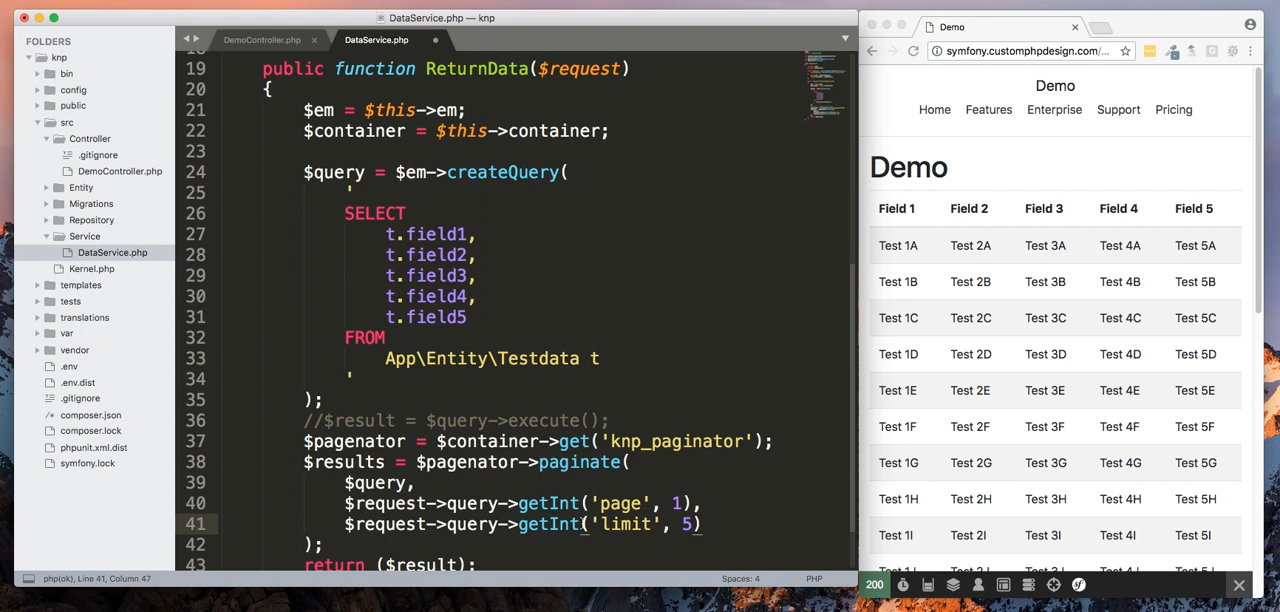 DataService.php — knp
FOLDERS
knp
bin
config
public
src
Controller
.gitignore
DemoController.php
Entity
Migrations
Repository
Service
DataService.php
Kernel.php
templates
tests
translations
var
vendor
.env
.env.dist
.gitignore
composer.json
composer.lock
phpunit.xml.dist
symfony.lock
DemoController.php
DataService.php
19 public function ReturnData($request)
20 {
21 $em = $this->em;
22 $container = $this->container;
23
24 $query = $em->createQuery(
25 '
26 SELECT
27 t.field1,
28 t.field2,
29 t.field3,
30 t.field4,
31 t.field5
32 FROM
33 App\Entity\Testdata t
34 '
35 );
36 //$result = $query->execute();
37 $pagenator = $container->get('knp_paginator');
38 $results = $pagenator->paginate(
39 $query,
40 $request->query->getInt('page', 1),
41 $request->query->getInt('limit', 5)
42 );
43 return ($result);
php(ok), Line 41, Column 47
Spaces: 4
PHP
Demo
symfony.customphpdesign.com/...
Demo
Home Features Enterprise Support Pricing
Demo
Field 1 Field 2 Field 3 Field 4 Field 5
Test 1A Test 2A Test 3A Test 4A Test 5A
Test 1B Test 2B Test 3B Test 4B Test 5B
Test 1C Test 2C Test 3C Test 4C Test 5C
Test 1D Test 2D Test 3D Test 4D Test 5D
Test 1E Test 2E Test 3E Test 4E Test 5E
Test 1F Test 2F Test 3F Test 4F Test 5F
Test 1G Test 2G Test 3G Test 4G Test 5G
Test 1H Test 2H Test 3H Test 4H Test 5H
Test 1I Test 2I Test 3I Test 4I Test 5I
200
sf